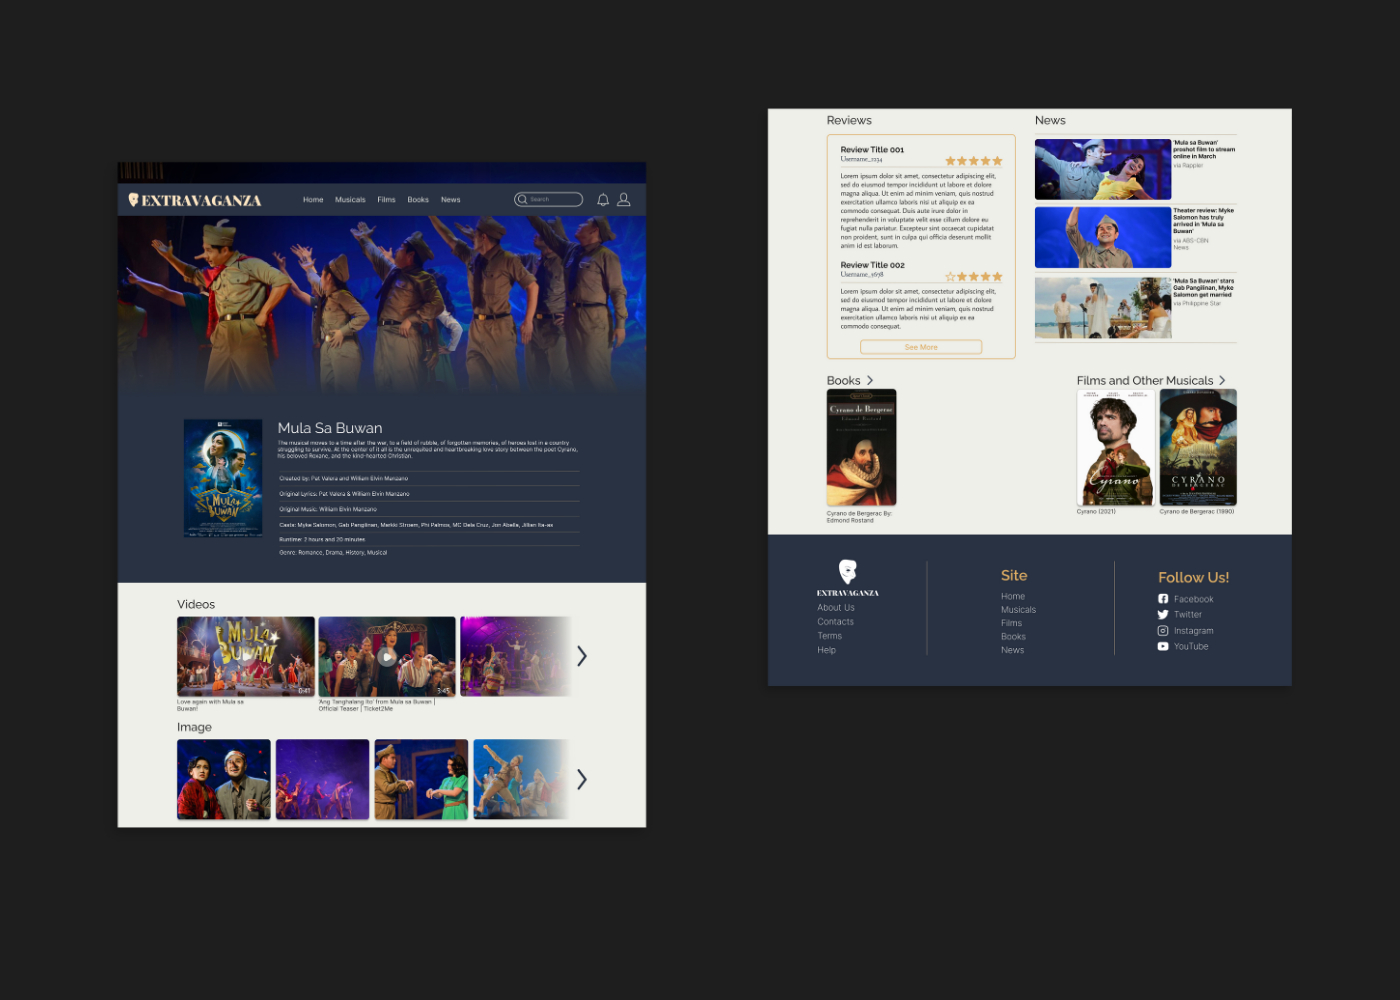 EXTRAVAGANZA
Home
Musicals
Films
Books
News
Search
MULA SA BUWAN
Mula Sa Buwan
The musical moves to a time after the war, to a field of rubble, of forgotten memories, of heroes lost in a country
struggling to survive. At the center of it all is the unrequited and heartbreaking love story between the poet Cyrano,
his beloved Roxane, and the kind-hearted Christian.
Created by: Pat Valera and William Elvin Manzano
Original Lyrics: Pat Valera & William Elvin Manzano
Original Music: William Elvin Manzano
Casts: Myke Salomon, Gab Pangilinan, Markki Stroem, Phi Palmos, MC Dela Cruz, Jon Abella, Jillian Ita-as
Runtime: 2 hours and 20 minutes
Genre: Romance, Drama, History, Musical
Videos
MULA
BUWAN
0:41
3:45
Love again with Mula sa
Buwan!
'Ang Tanghalang Ito' from Mula sa Buwan |
Official Teaser | Ticket2Me
Image
Reviews
Review Title 001
Username_1234
Lorem ipsum dolor sit amet, consectetur adipiscing elit,
sed do eiusmod tempor incididunt ut labore et dolore
magna aliqua. Ut enim ad minim veniam, quis nostrud
exercitation ullamco laboris nisi ut aliquip ex ea
commodo consequat. Duis aute irure dolor in
reprehenderit in voluptate velit esse cillum dolore eu
fugiat nulla pariatur. Excepteur sint occaecat cupidatat
non proident, sunt in culpa qui officia deserunt mollit
anim id est laborum.
Review Title 002
Username_5678
Lorem ipsum dolor sit amet, consectetur adipiscing elit,
sed do eiusmod tempor incididunt ut labore et dolore
magna aliqua. Ut enim ad minim veniam, quis nostrud
exercitation ullamco laboris nisi ut aliquip ex ea
commodo consequat.
See More
News
'Mula sa Buwan'
proshot film to stream
online in March
via Rappler
Theater review: Myke
Salomon has truly
arrived in 'Mula sa
Buwan'
via ABS-CBN
News
'Mula Sa Buwan' stars
Gab Pangilinan, Myke
Salomon get married
via Philippine Star
Books
Cyrano de Bergerac
Edmond Rostand
Cyrano de Bergerac By:
Edmond Rostand
Films and Other Musicals
Cyrano
Cyrano (2021)
CYRANO
DE BERGERAC
Cyrano de Bergerac (1990)
EXTRAVAGANZA
About Us
Contacts
Terms
Help
Site
Home
Musicals
Films
Books
News
Follow Us!
Facebook
Twitter
Instagram
YouTube